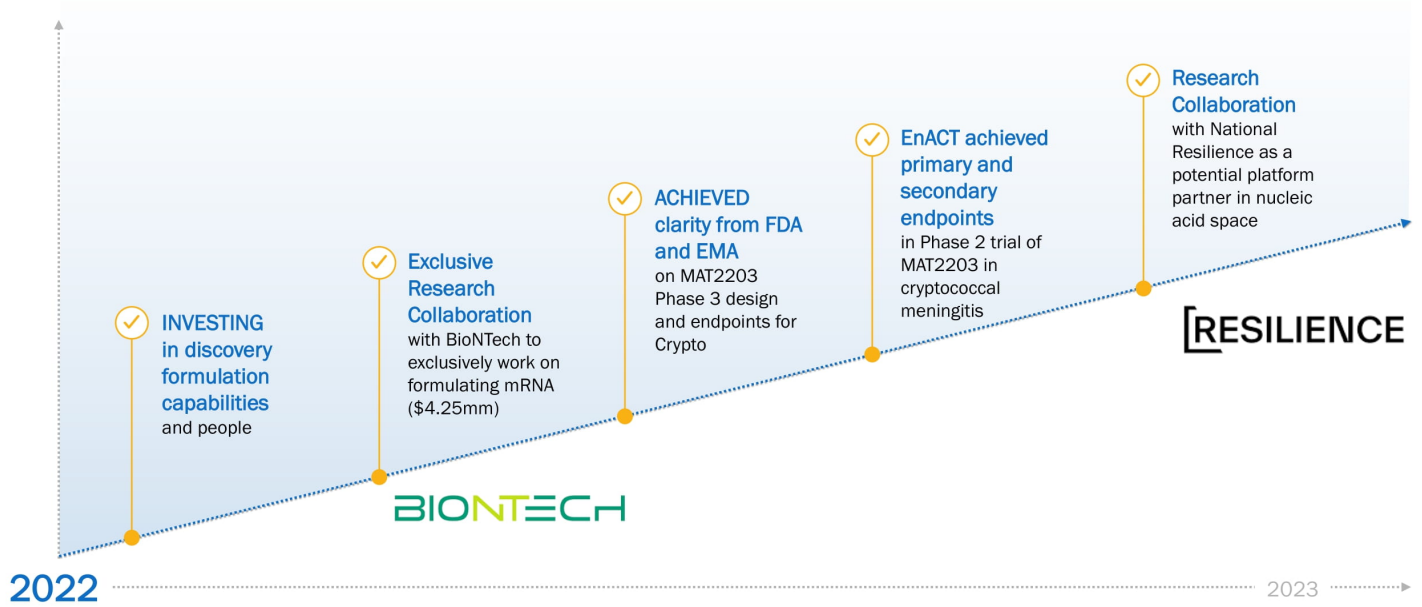 INVESTING
in discovery
formulation
capabilities
and people
Exclusive
Research
Collaboration
with BioNTech to
exclusively work on
formulating mRNA
($4.25mm)
BIONTECH
ACHIEVED
clarity from FDA
and EMA
on MAT2203
Phase 3 design
and endpoints for
Crypto
EnACT achieved
primary and
secondary
endpoints
in Phase 2 trial of
MAT2203 in
cryptococcal
meningitis
Research
Collaboration
with National
Resilience as a
potential platform
partner in nucleic
acid space
RESILIENCE
2022
2023